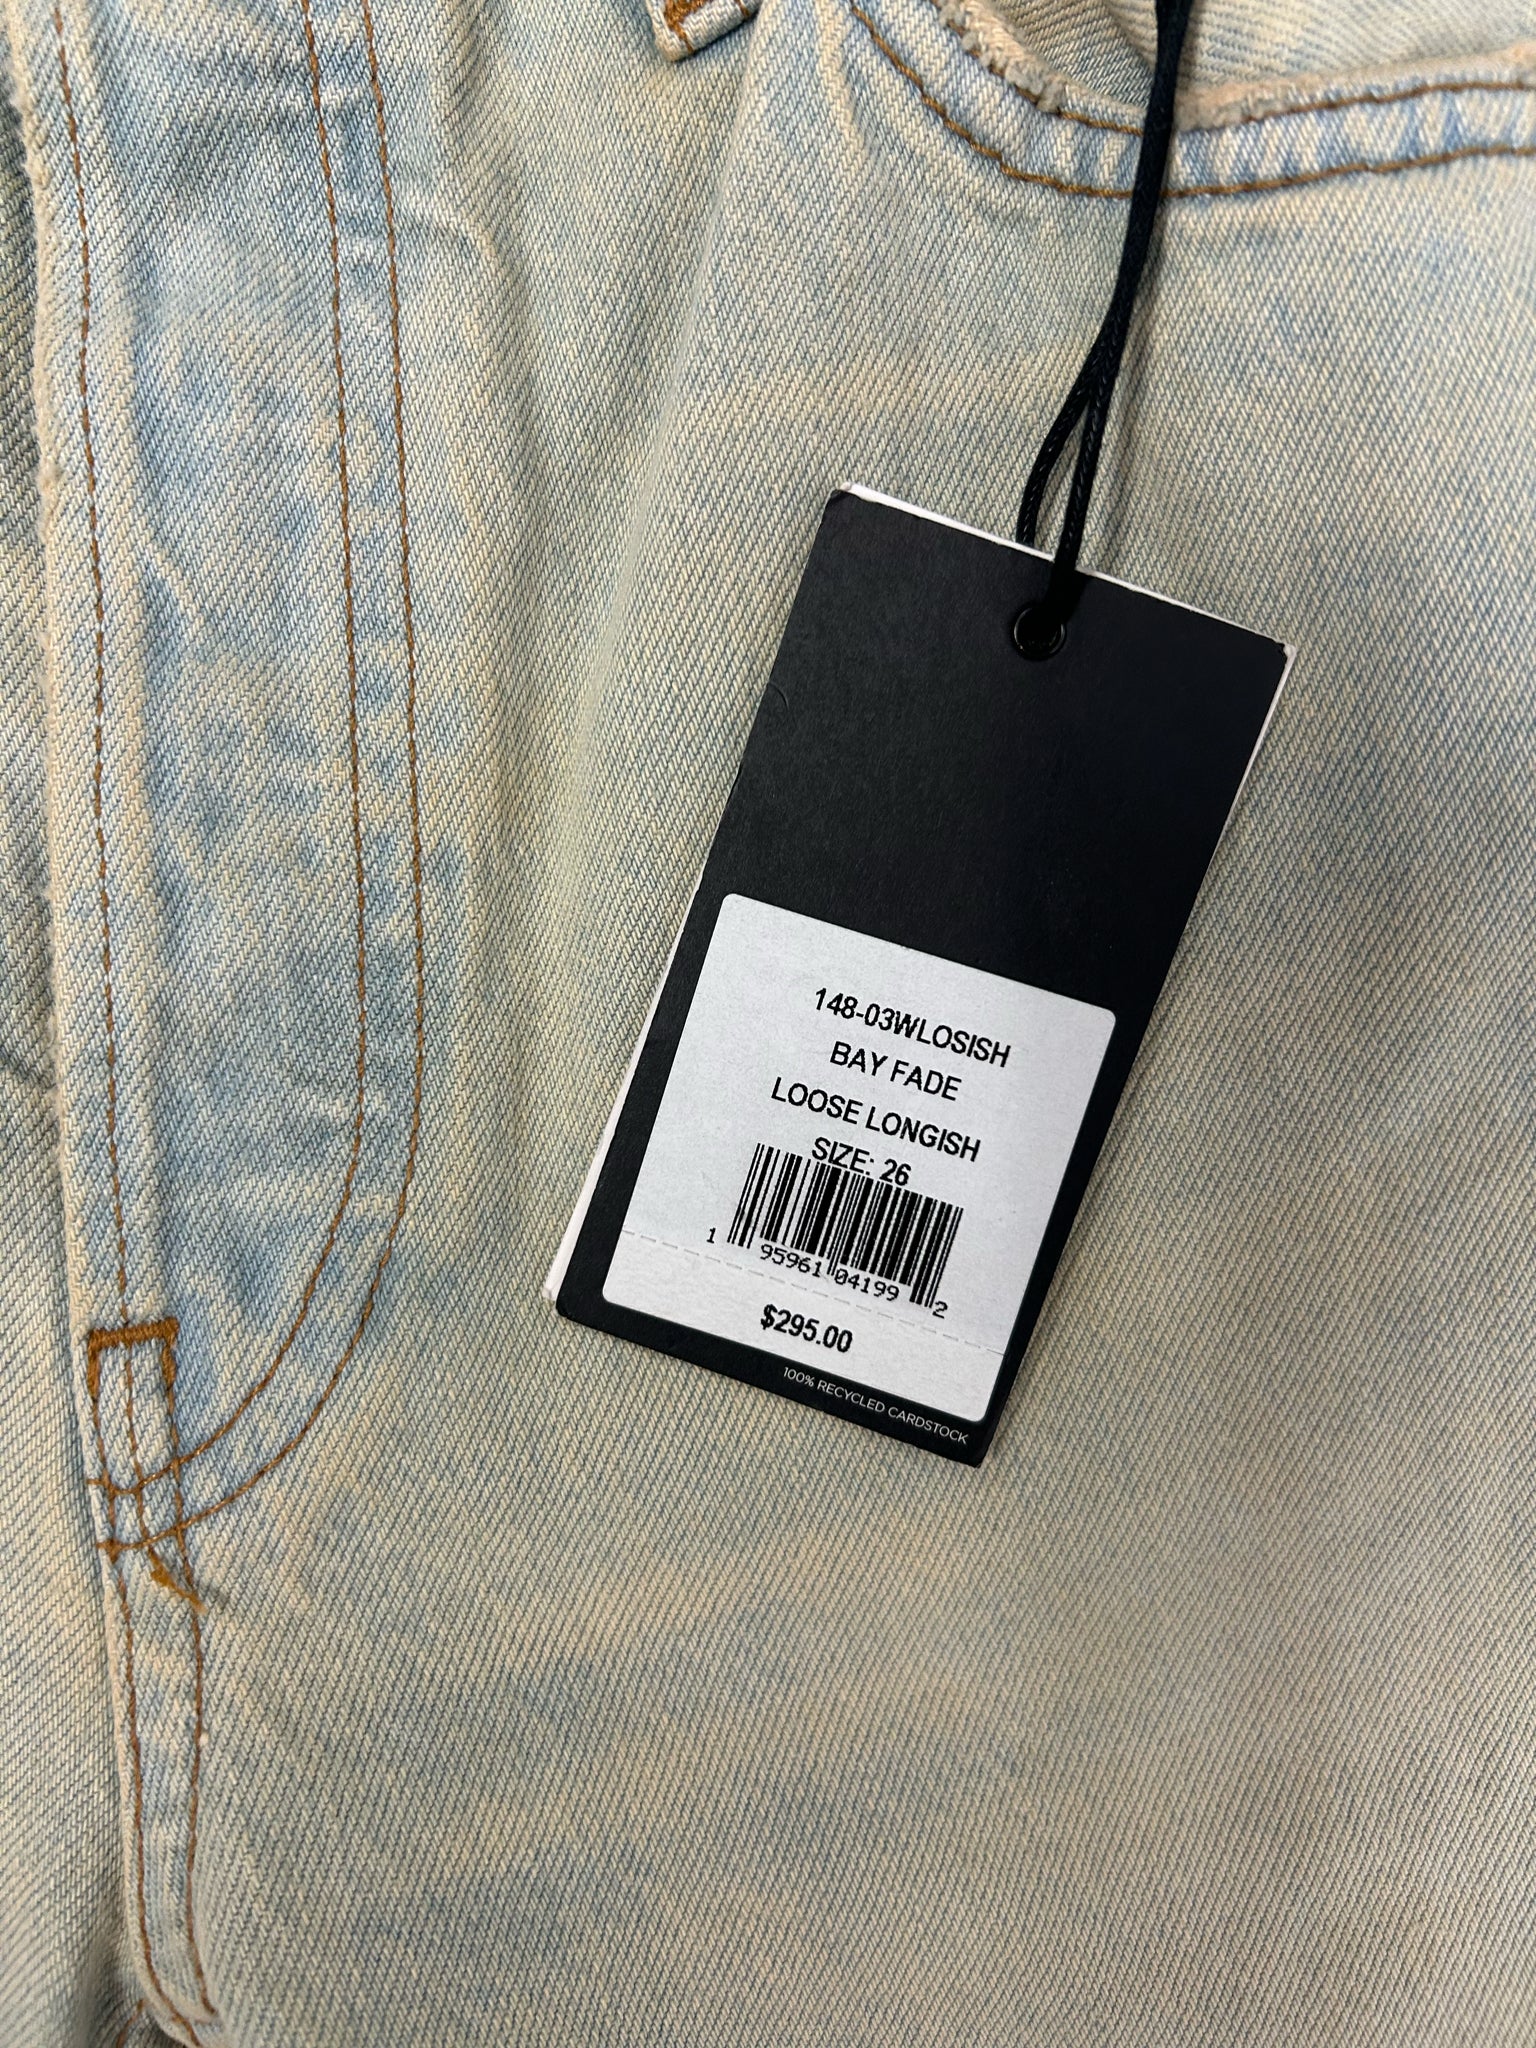 148-03WLOSISH
BAY FADE
LOOSE LONGISH
SIZE: 26
1 95961 04199 2
$295.00
100% RECYCLED CARDSTOCK